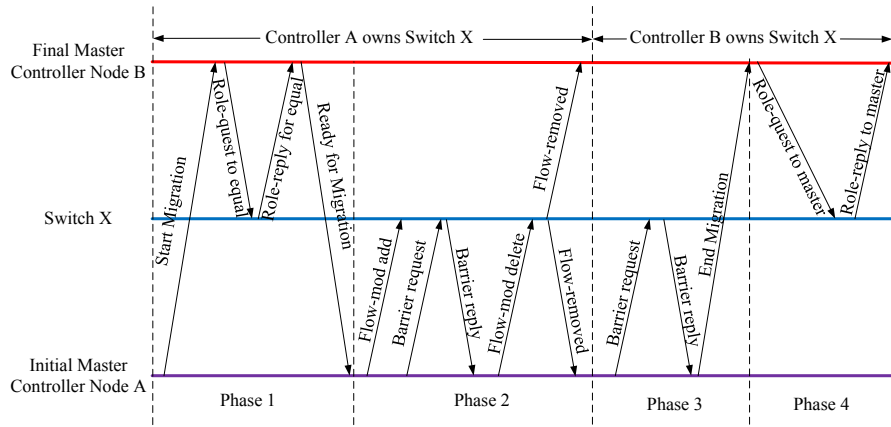 Controller A owns Switch X
Controller B owns Switch X
Final Master
Controller Node B
Start Migration
Role-quest to equal
Role-reply for equal
Ready for Migration
Flow-removed
Role-quest to master
Role-reply to master
Switch X
Flow-mod add
Barrier request
Barrier reply
Flow-mod delete
Flow-removed
Barrier request
Barrier reply
End Migration
Initial Master
Controller Node A
Phase 1
Phase 2
Phase 3
Phase 4